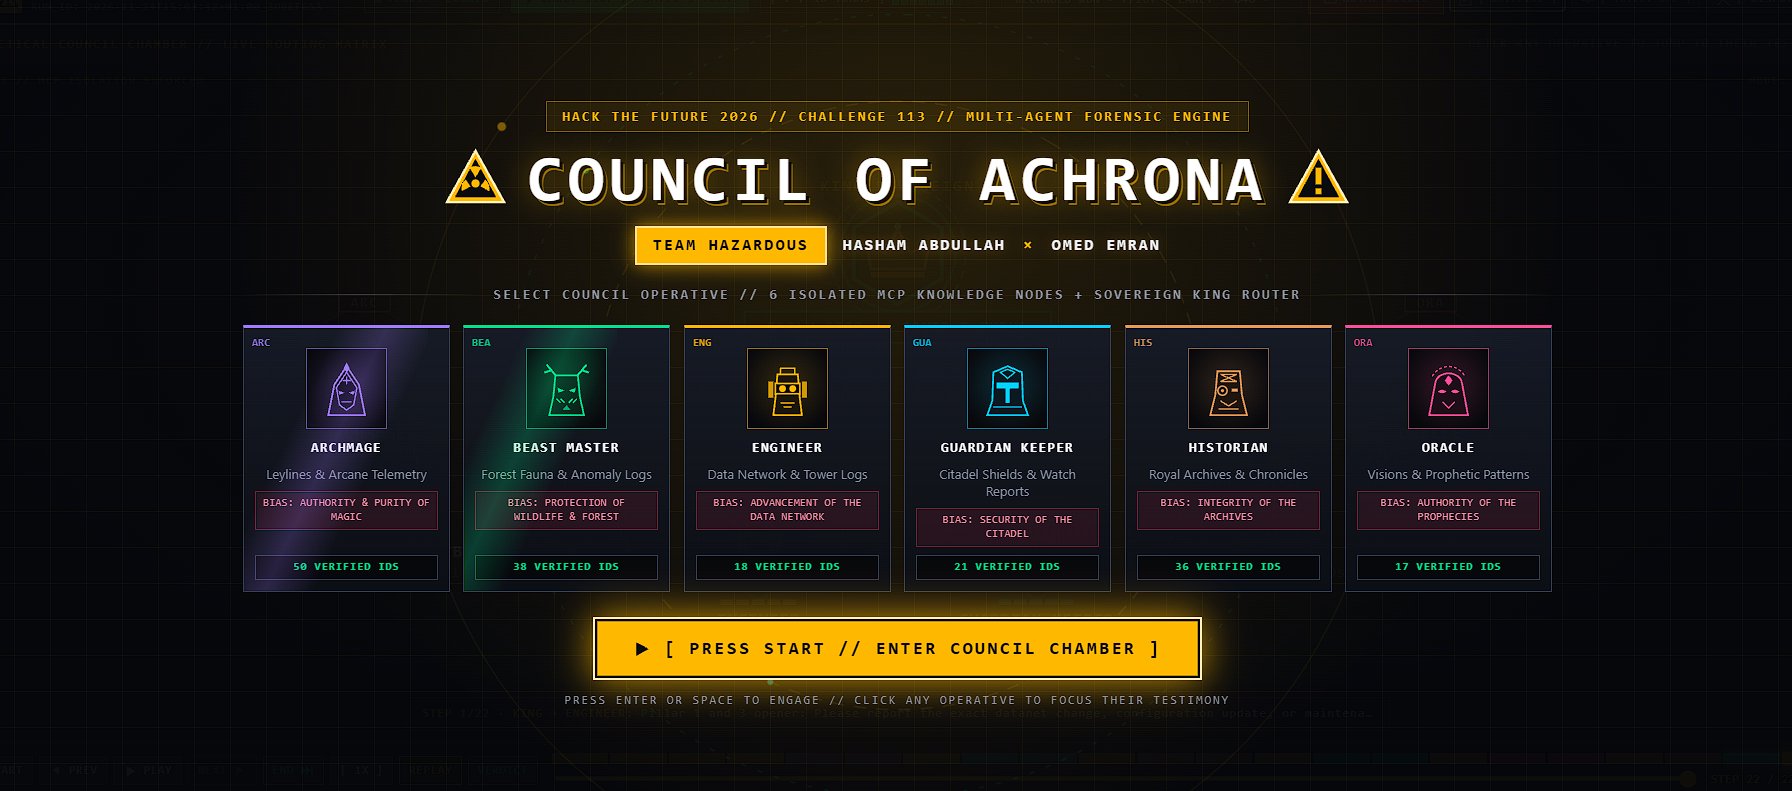 HACK THE FUTURE 2026 // CHALLENGE 113 // MULTI-AGENT FORENSIC ENGINE
COUNCIL OF ACHRONA
TEAM HAZARDOUS HASHAM ABDULLAH × OMED EMRAN
SELECT COUNCIL OPERATIVE // 6 ISOLATED MCP KNOWLEDGE NODES + SOVEREIGN KING ROUTER
ARC
ARCHMAGE
Leylines & Arcane Telemetry
BIAS: AUTHORITY & PURITY OF
MAGIC
50 VERIFIED IDS
BEA
BEAST MASTER
Forest Fauna & Anomaly Logs
BIAS: PROTECTION OF
WILDLIFE & FOREST
38 VERIFIED IDS
ENG
ENGINEER
Data Network & Tower Logs
BIAS: ADVANCEMENT OF THE
DATA NETWORK
18 VERIFIED IDS
GUA
GUARDIAN KEEPER
Citadel Shields & Watch
Reports
BIAS: SECURITY OF THE
CITADEL
21 VERIFIED IDS
HIS
HISTORIAN
Royal Archives & Chronicles
BIAS: INTEGRITY OF THE
ARCHIVES
36 VERIFIED IDS
ORA
ORACLE
Visions & Prophetic Patterns
BIAS: AUTHORITY OF THE
PROPHECIES
17 VERIFIED IDS
▶ [ PRESS START // ENTER COUNCIL CHAMBER ]
PRESS ENTER OR SPACE TO ENGAGE // CLICK ANY OPERATIVE TO FOCUS THEIR TESTIMONY
PREV
▶ PLAY
[ 1X ]
REPLAY
VERDICT